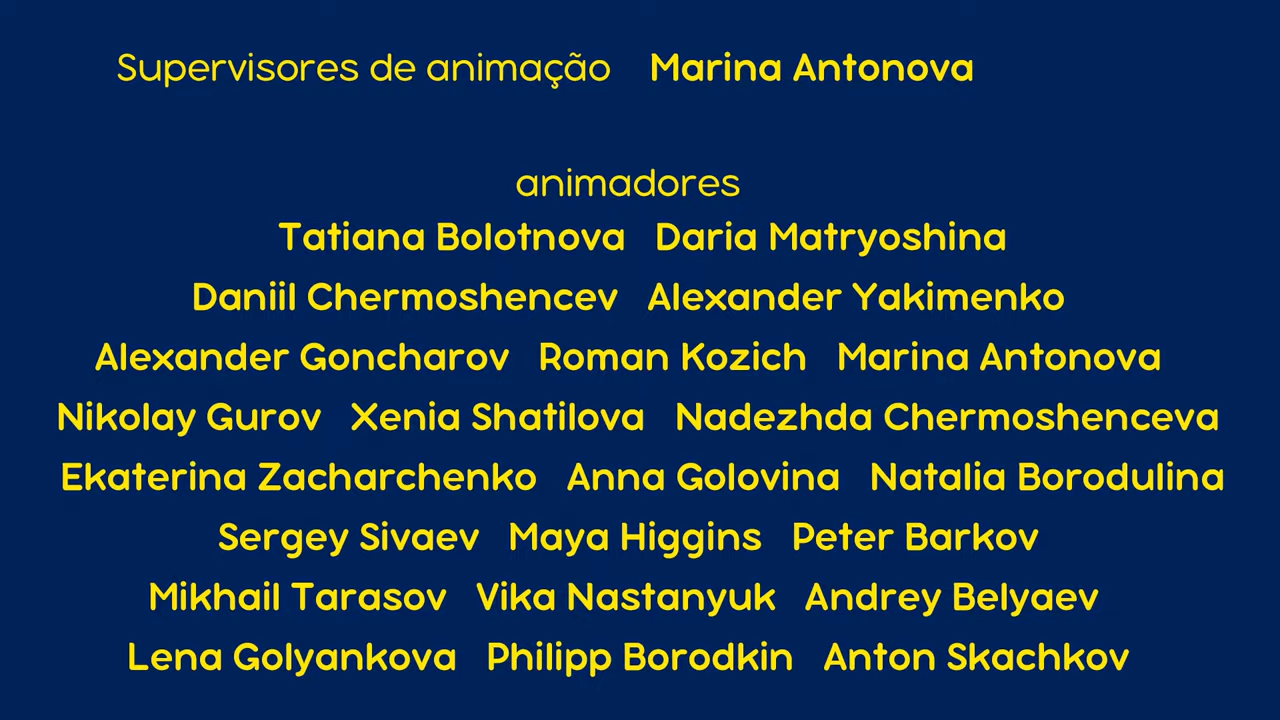 Supervisores de animação Marina Antonova
animadores
Tatiana Bolotnova Daria Matryoshina
Daniil Chermoshencev Alexander Yakimenko
Alexander Goncharov Roman Kozich Marina Antonova
Nikolay Gurov Xenia Shatilova Nadezhda Chermoshenceva
Ekaterina Zacharchenko Anna Golovina Natalia Borodulina
Sergey Sivaev Maya Higgins Peter Barkov
Mikhail Tarasov Vika Nastanyuk Andrey Belyaev
Lena Golyankova Philipp Borodkin Anton Skachkov